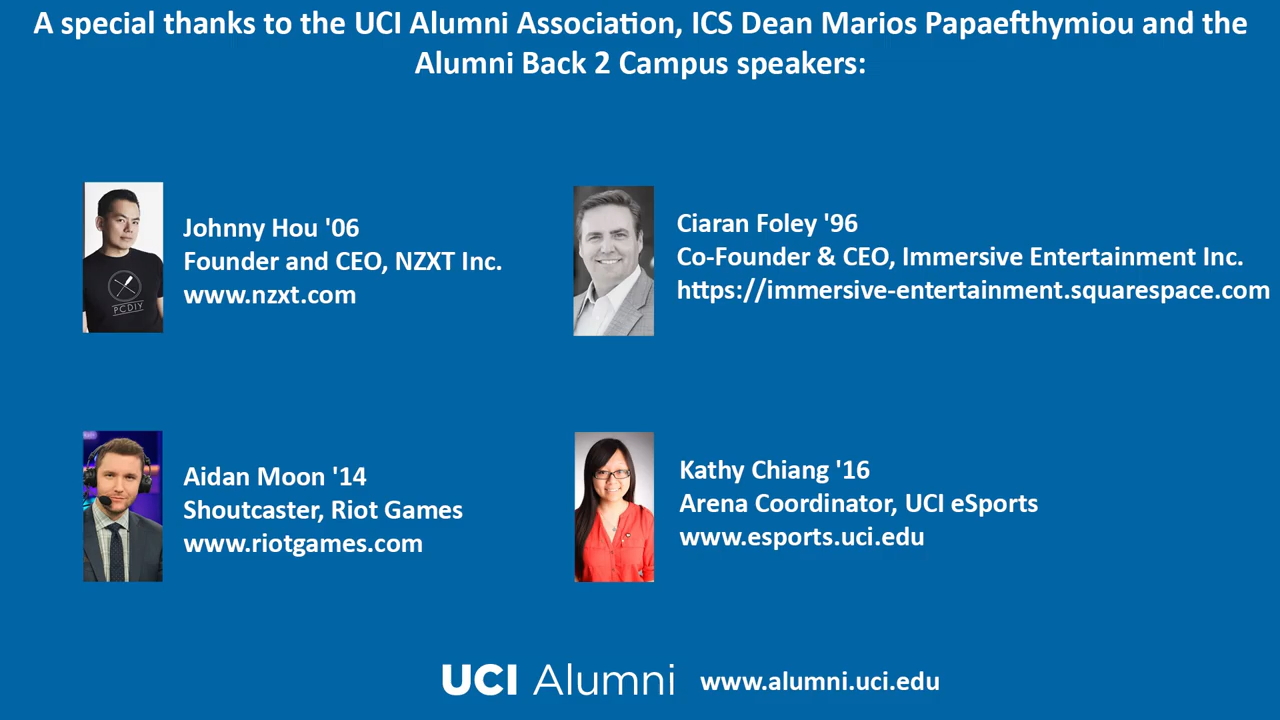 A special thanks to the UCI Alumni Association, ICS Dean Marios Papaefthymiou and the
Alumni Back 2 Campus speakers:
PCDIY
Johnny Hou '06
Founder and CEO, NZXT Inc.
www.nzxt.com
Ciaran Foley '96
Co-Founder & CEO, Immersive Entertainment Inc.
https://immersive-entertainment.squarespace.com
Aidan Moon '14
Shoutcaster, Riot Games
www.riotgames.com
Kathy Chiang '16
Arena Coordinator, UCI eSports
www.esports.uci.edu
UCI Alumni www.alumni.uci.edu